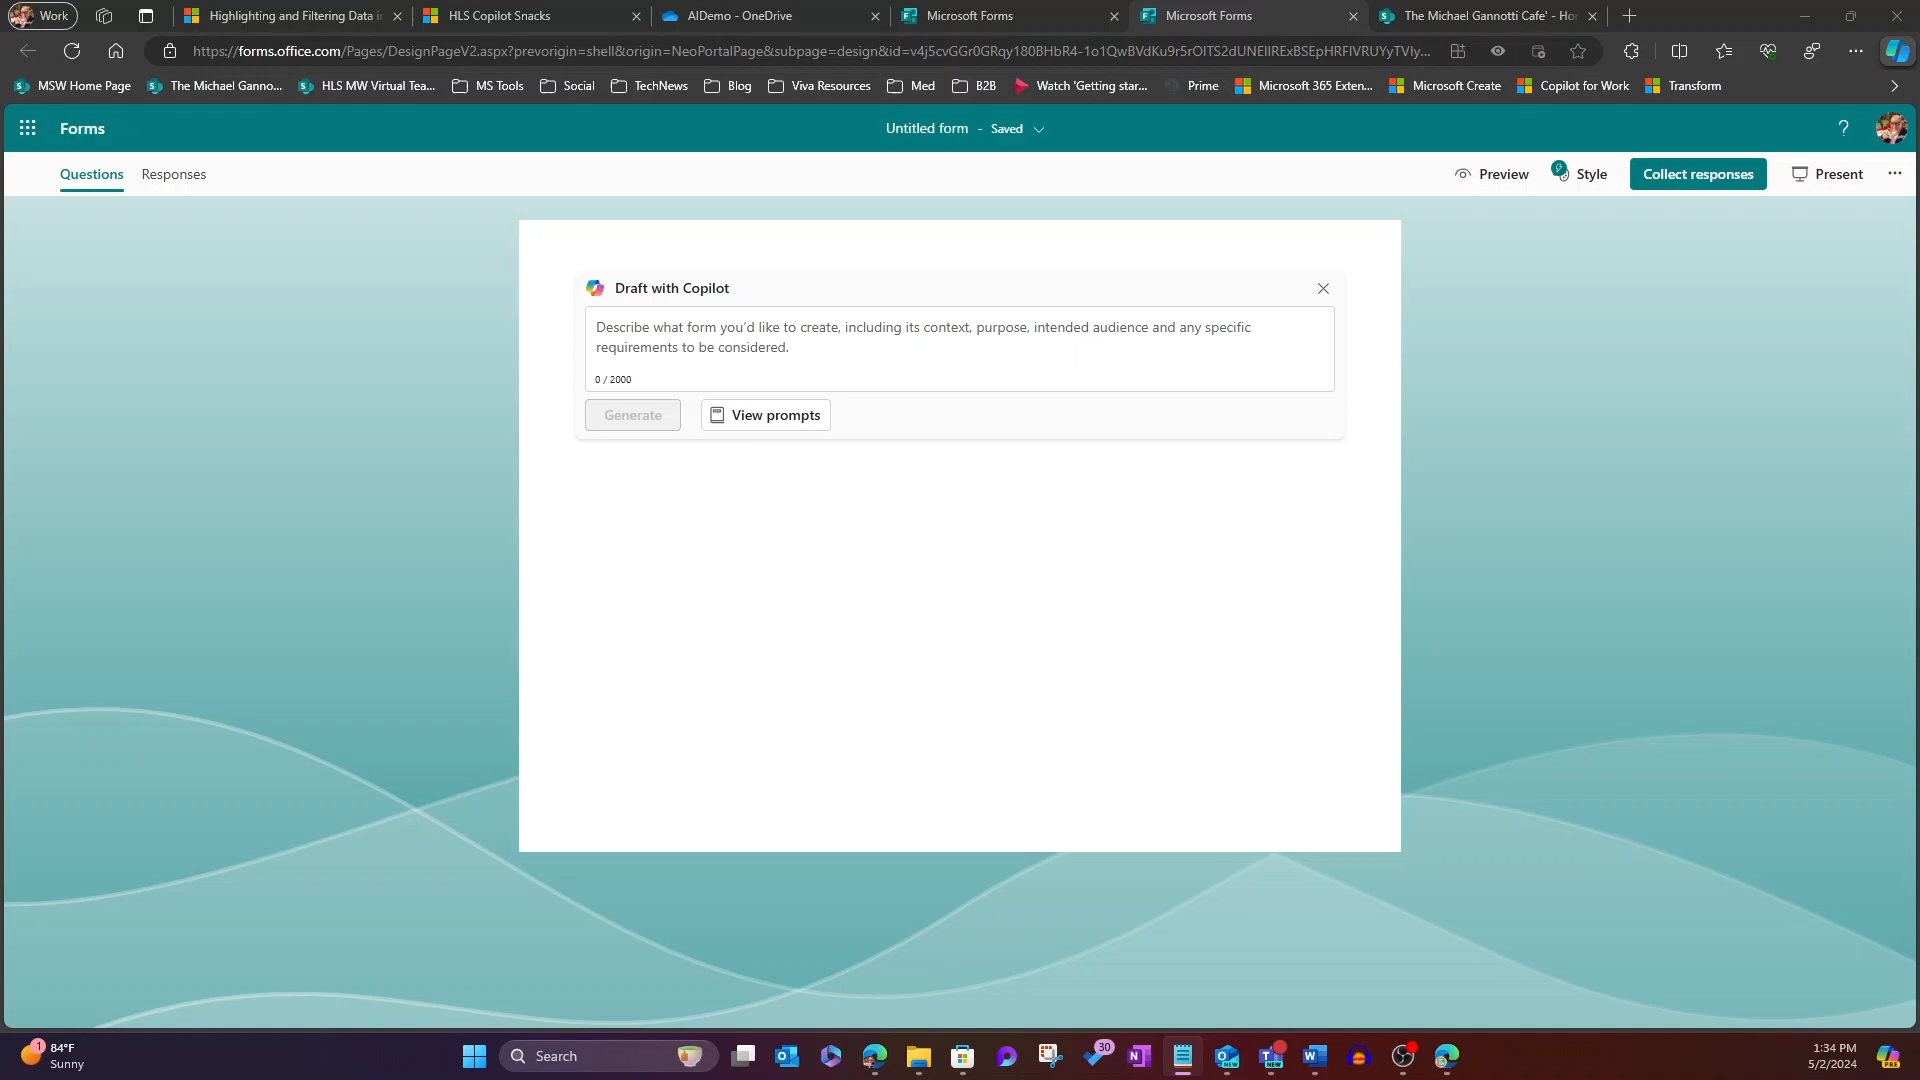 Work
Highlighting and Filtering Data i
HLS Copilot Snacks
AIDemo - OneDrive
Microsoft Forms
Microsoft Forms
The Michael Gannotti Cafe' - Ho
https://forms.office.com/Pages/DesignPageV2.aspx?prevorigin=shell&origin=NeoPortalPage&subpage=design&id=v4j5cvGGr0GRqy180BHbR4-1o1QwBVdKu9r5rOITS2dUNEllRExBSEpHRFlVRUYyTVIy...
MSW Home Page
The Michael Ganno...
HLS MW Virtual Tea...
MS Tools
Social
TechNews
Blog
Viva Resources
Med
B2B
Watch 'Getting star...
Prime
Microsoft 365 Exten...
Microsoft Create
Copilot for Work
Transform
Forms
Untitled form - Saved
?
Questions
Responses
Preview
Style
Collect responses
Present
Draft with Copilot
Describe what form you'd like to create, including its context, purpose, intended audience and any specific
requirements to be considered.
0 / 2000
Generate
View prompts
1
84°F
Sunny
Search
30
NEW
NEW
1:34 PM
5/2/2024
PRE